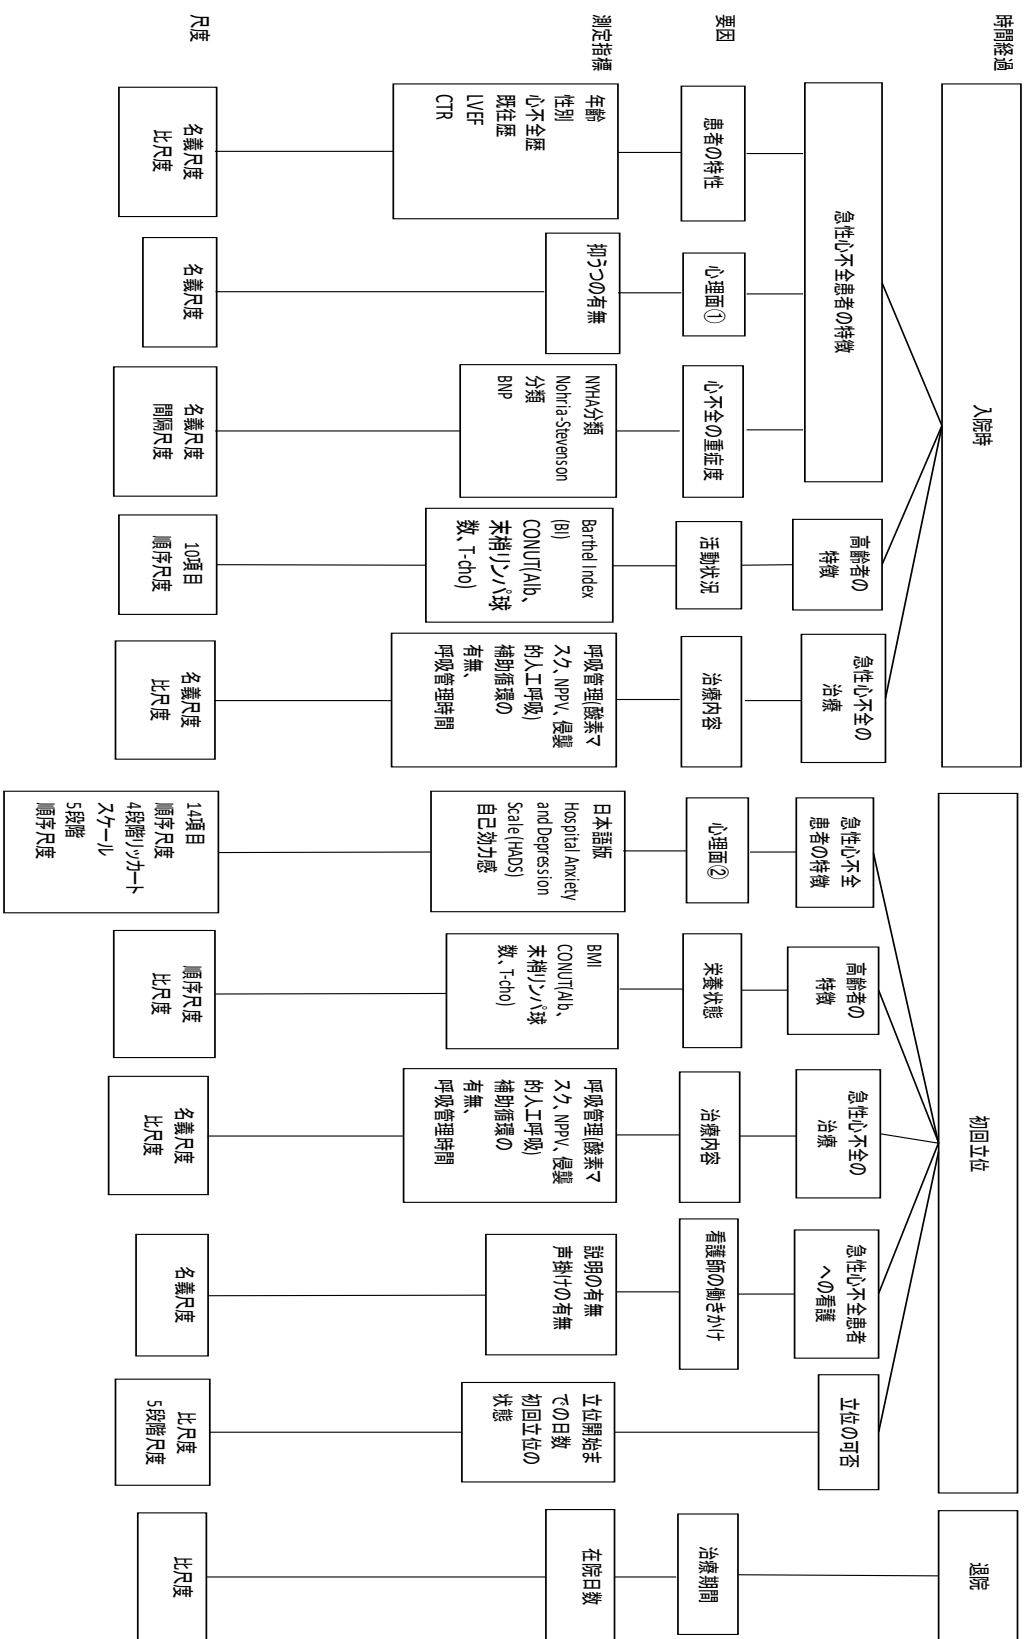 時間経過
入院時
初回立位
退院
急性心不全患者の特徴
高齢者の
特徴
急性心不全の
治療
急性心不全
患者の特徴
高齢者の
特徴
急性心不全の
治療
急性心不全患者
への看護
立位の可否
要因
患者の特性
心理面①
心不全の重症度
活動状況
治療内容
心理面②
栄養状態
治療内容
看護師の働きかけ
治療期間
測定指標
年齢
性別
心不全歴
既往歴
LVEF
CTR
抑うつの有無
NYHA分類
Nohria-Stevenson
分類
BNP
Barthel Index
(BI)
CONUT(Alb、
末梢リンパ球
数、T-cho)
呼吸管理(酸素マ
スク、NPPV、侵襲
的人工呼吸)
補助循環の
有無、
呼吸管理時間
日本語版
Hospital Anxiety
and Depression
Scale (HADS)
自己効力感
BMI
CONUT(Alb、
末梢リンパ球
数、T-cho)
呼吸管理(酸素マ
スク、NPPV、侵襲
的人工呼吸)
補助循環の
有無、
呼吸管理時間
説明の有無
声掛けの有無
立位開始ま
での日数
初回立位の
状態
在院日数
尺度
名義尺度
比尺度
名義尺度
名義尺度
間隔尺度
10項目
順序尺度
名義尺度
比尺度
14項目
順序尺度
4段階リッカート
スケール
5段階
順序尺度
順序尺度
比尺度
名義尺度
比尺度
名義尺度
比尺度
5段階尺度
比尺度